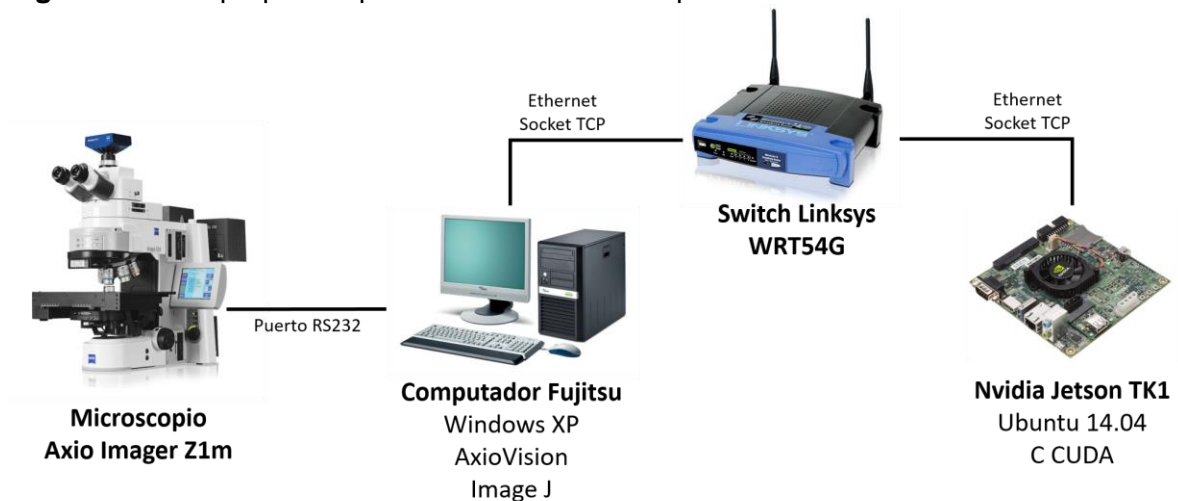 Ethernet
Socket TCP
Ethernet
Socket TCP
LINKSYS
Switch Linksys
WRT54G
Puerto RS232
Computador Fujitsu
Windows XP
AxioVision
Image J
Microscopio
Axio Imager Z1m
Nvidia Jetson TK1
Ubuntu 14.04
C CUDA